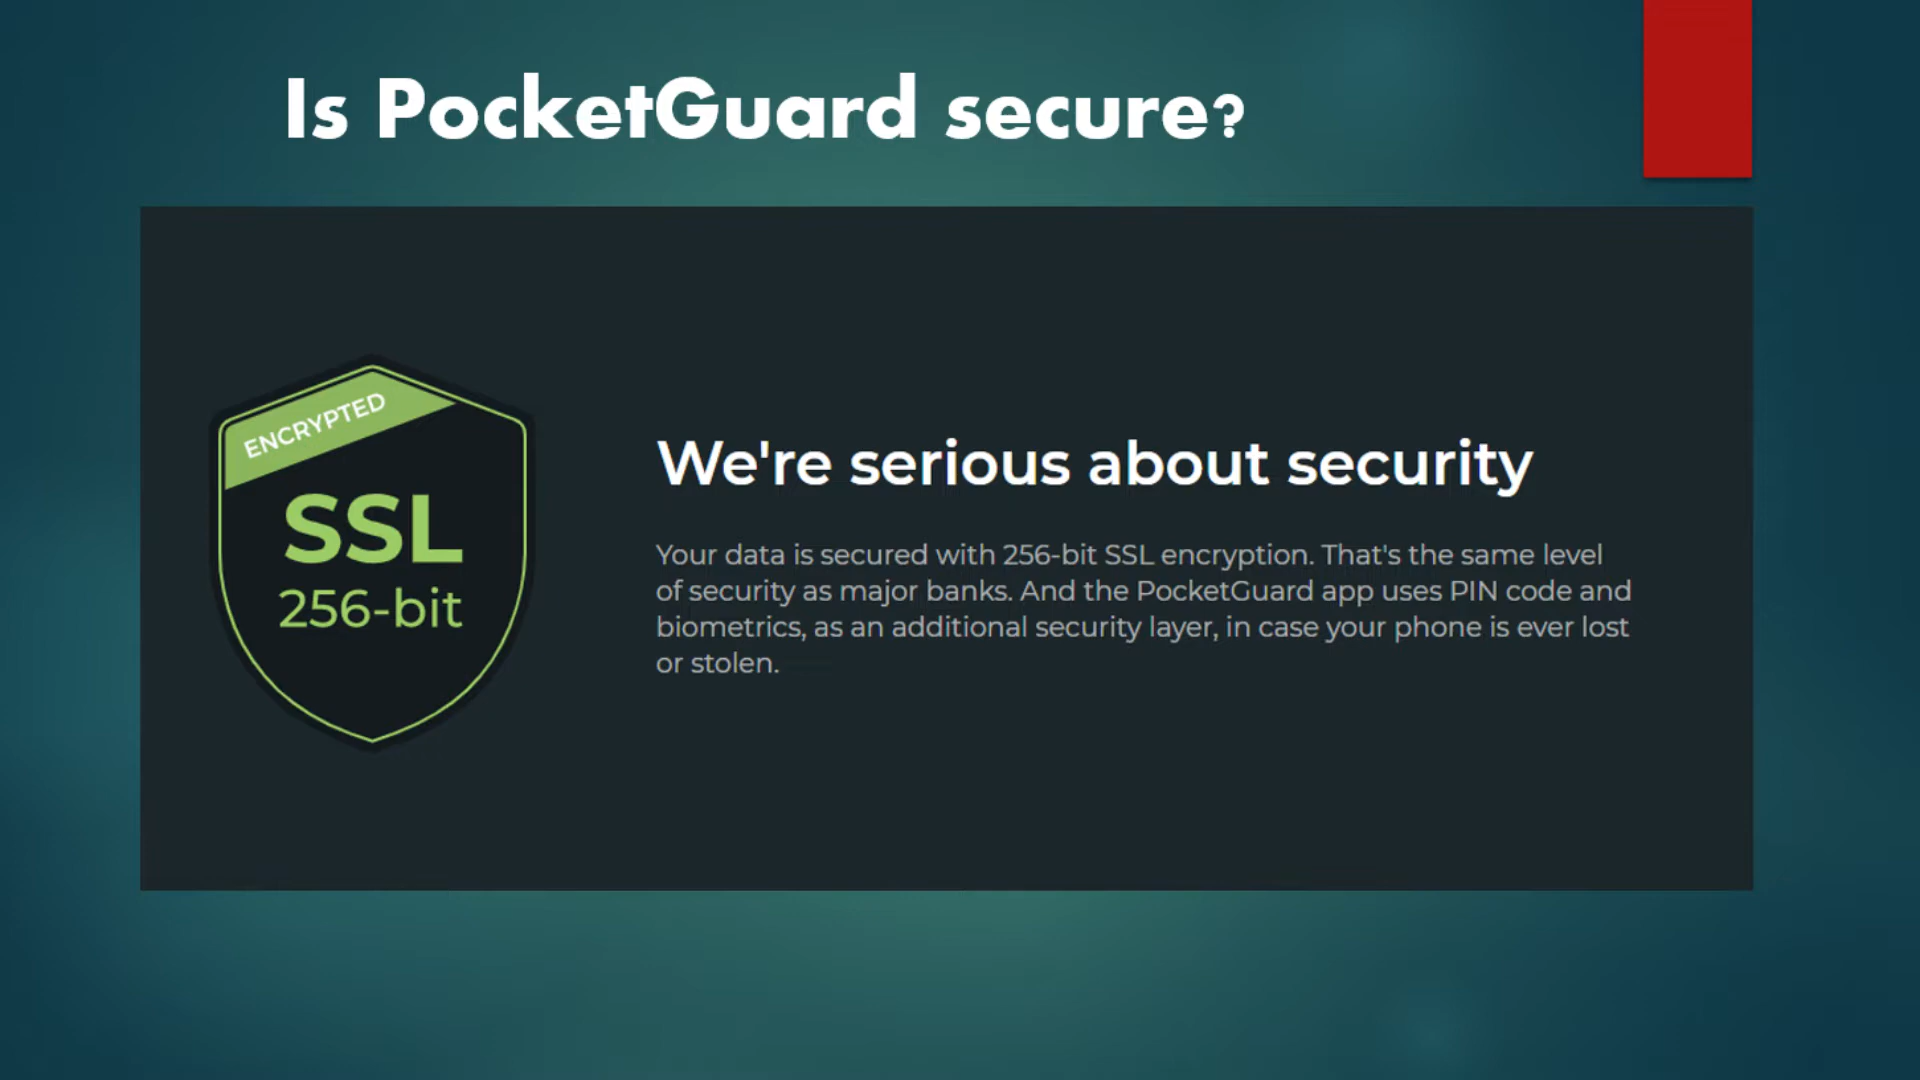 Is PocketGuard secure?
ENCRYPTED
SSL
256-bit
We're serious about security
Your data is secured with 256-bit SSL encryption. That's the same level
of security as major banks. And the PocketGuard app uses PIN code and
biometrics, as an additional security layer, in case your phone is ever lost
or stolen.